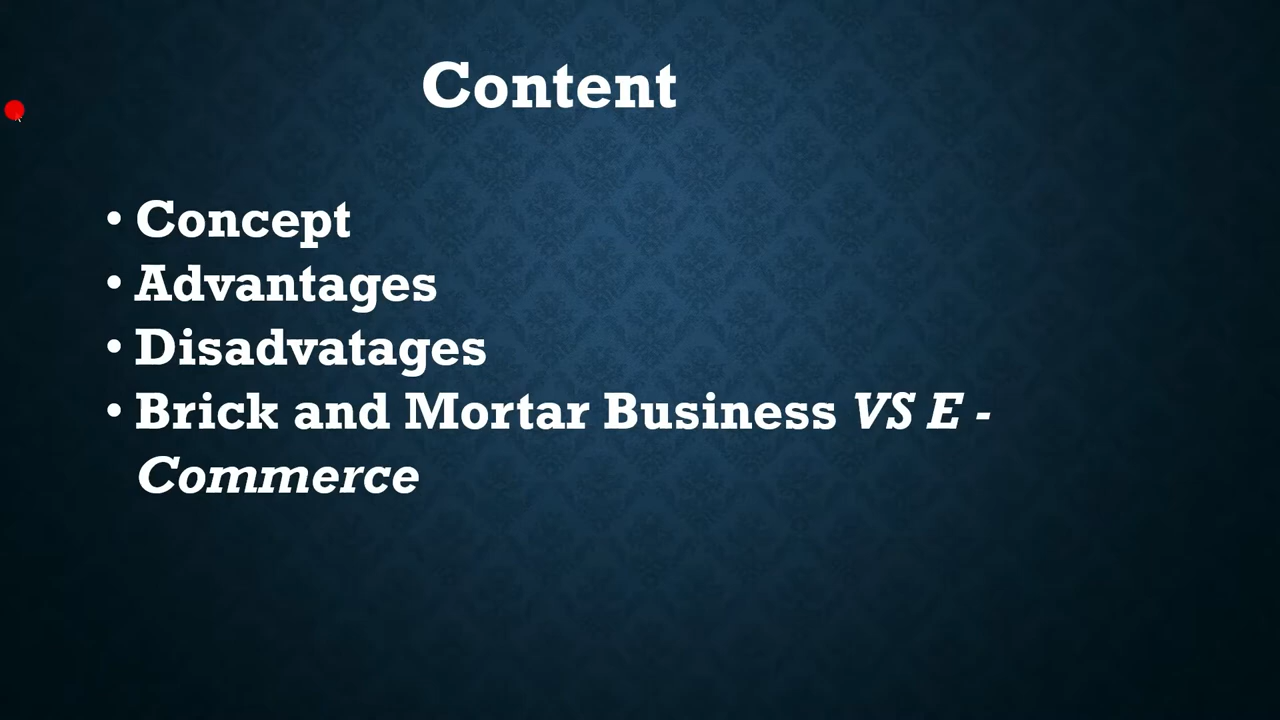 Content
• Concept
• Advantages
• Disadvatages
• Brick and Mortar Business VS E -
Commerce